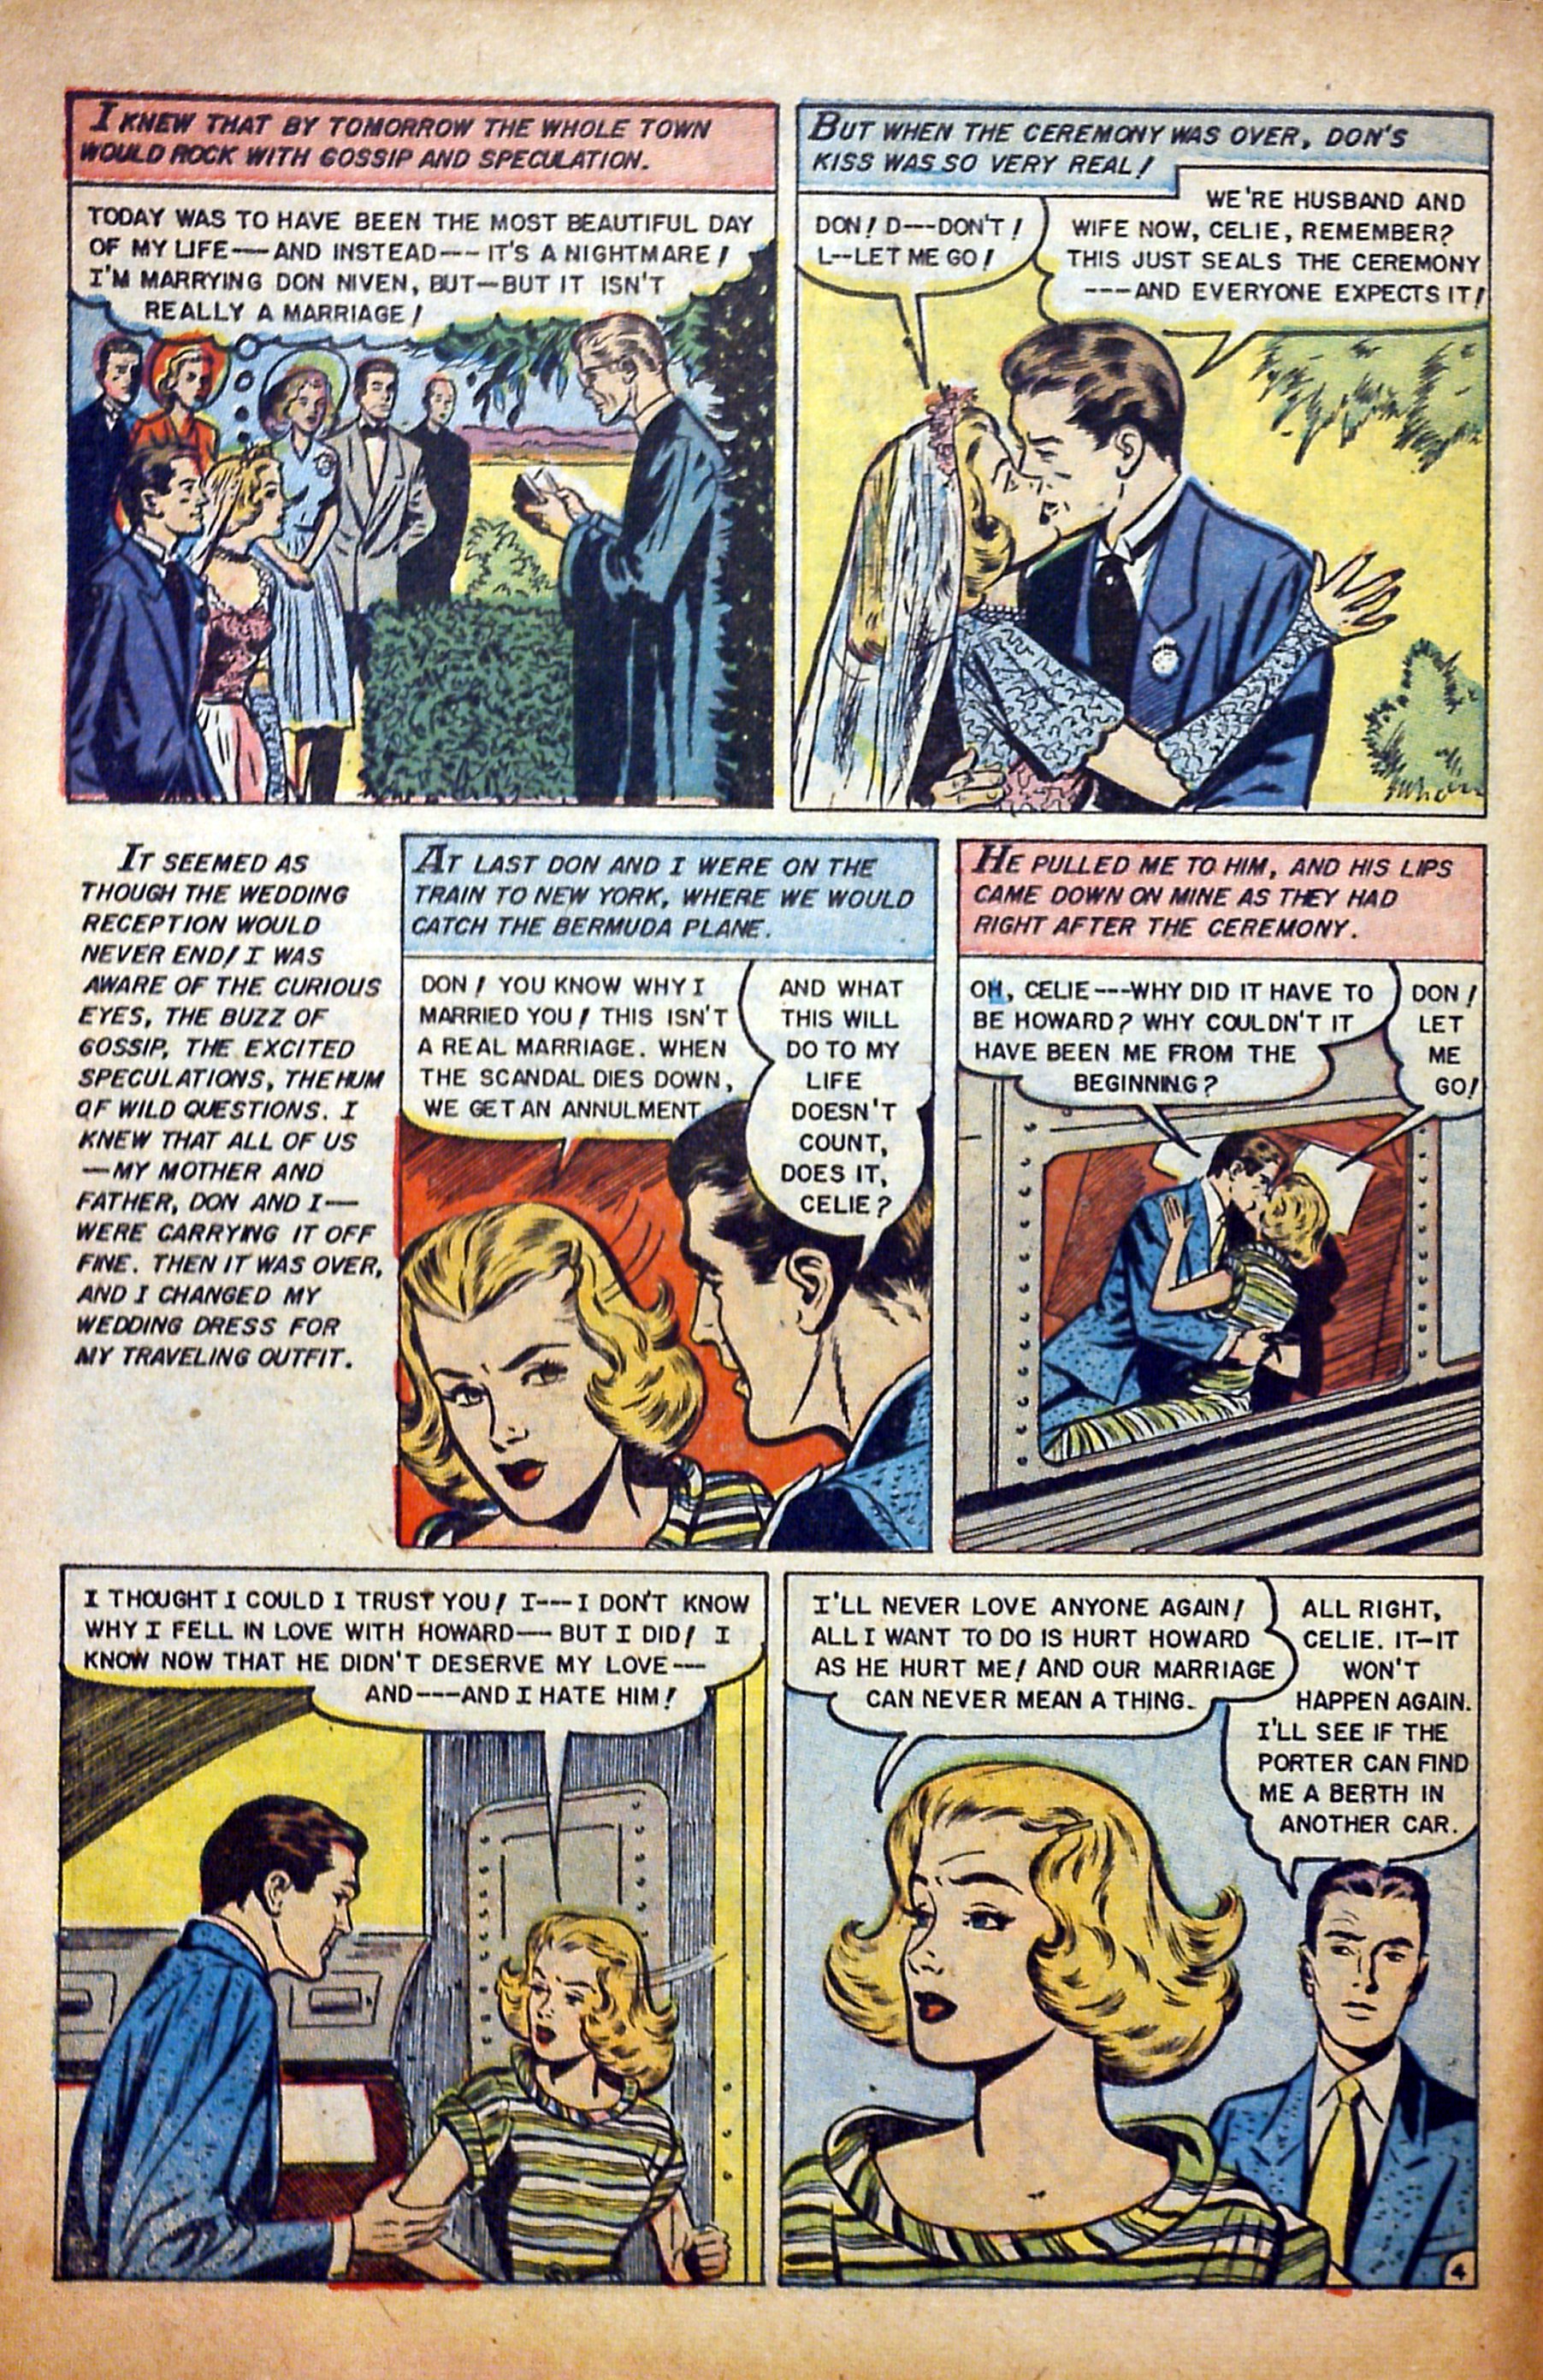 I KNEW THAT BY TOMORROW THE WHOLE TOWN
WOULD ROCK WITH GOSSIP AND SPECULATION.
TODAY WAS TO HAVE BEEN THE MOST BEAUTIFUL DAY
OF MY LIFE---AND INSTEAD--- IT'S A NIGHTMARE!
I'M MARRYING DON NIVEN, BUT—BUT IT ISN'T
REALLY A MARRIAGE!
BUT WHEN THE CEREMONY WAS OVER, DON'S
KISS WAS SO VERY REAL!
DON! D---DON'T!
L--LET ME GO!
WE'RE HUSBAND AND
WIFE NOW, CELIE, REMEMBER?
THIS JUST SEALS THE CEREMONY
---AND EVERYONE EXPECTS IT!
IT SEEMED AS
THOUGH THE WEDDING
RECEPTION WOULD
NEVER END! I WAS
AWARE OF THE CURIOUS
EYES, THE BUZZ OF
GOSSIP, THE EXCITED
SPECULATIONS, THE HUM
OF WILD QUESTIONS. I
KNEW THAT ALL OF US
—MY MOTHER AND
FATHER, DON AND I—
WERE CARRYING IT OFF
FINE. THEN IT WAS OVER,
AND I CHANGED MY
WEDDING DRESS FOR
MY TRAVELING OUTFIT.
AT LAST DON AND I WERE ON THE
TRAIN TO NEW YORK, WHERE WE WOULD
CATCH THE BERMUDA PLANE.
DON! YOU KNOW WHY I
MARRIED YOU! THIS ISN'T
A REAL MARRIAGE. WHEN
THE SCANDAL DIES DOWN,
WE GET AN ANNULMENT
AND WHAT
THIS WILL
DO TO MY
LIFE
DOESN'T
COUNT,
DOES IT,
CELIE?
HE PULLED ME TO HIM, AND HIS LIPS
CAME DOWN ON MINE AS THEY HAD
RIGHT AFTER THE CEREMONY.
OH, CELIE---WHY DID IT HAVE TO
BE HOWARD? WHY COULDN'T IT
HAVE BEEN ME FROM THE
BEGINNING?
DON!
LET
ME
GO!
I THOUGHT I COULD I TRUST YOU! I---I DON'T KNOW
WHY I FELL IN LOVE WITH HOWARD---BUT I DID! I
KNOW NOW THAT HE DIDN'T DESERVE MY LOVE---
AND---AND I HATE HIM!
I'LL NEVER LOVE ANYONE AGAIN!
ALL I WANT TO DO IS HURT HOWARD
AS HE HURT ME! AND OUR MARRIAGE
CAN NEVER MEAN A THING.
ALL RIGHT,
CELIE. IT—IT
WON'T
HAPPEN AGAIN.
I'LL SEE IF THE
PORTER CAN FIND
ME A BERTH IN
ANOTHER CAR.
4